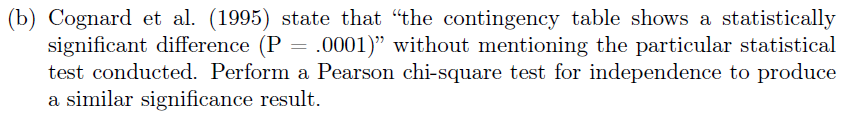 (b) Cognard et al. (1995) state that “the contingency table shows a statistically
significant difference (P = .0001)” without mentioning the particular statistical
test conducted. Perform a Pearson chi-square test for independence to produce
a similar significance result.